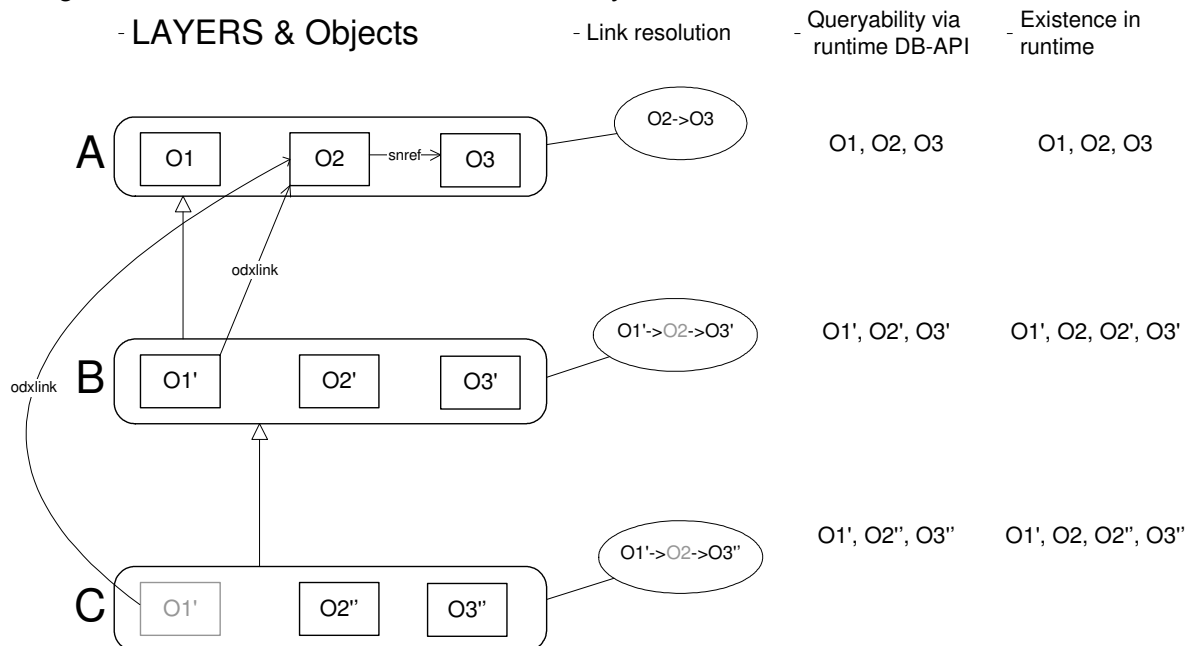 - LAYERS & Objects
- Link resolution
- Queryability via
runtime DB-API
- Existence in
runtime
A
O1
O2
snref
O3
O2->O3
O1, O2, O3
O1, O2, O3
odxlink
odxlink
B
O1'
O2'
O3'
O1'->O2->O3'
O1', O2', O3'
O1', O2, O2', O3'
C
O1'
O2''
O3''
O1'->O2->O3''
O1', O2'', O3''
O1', O2, O2'', O3''